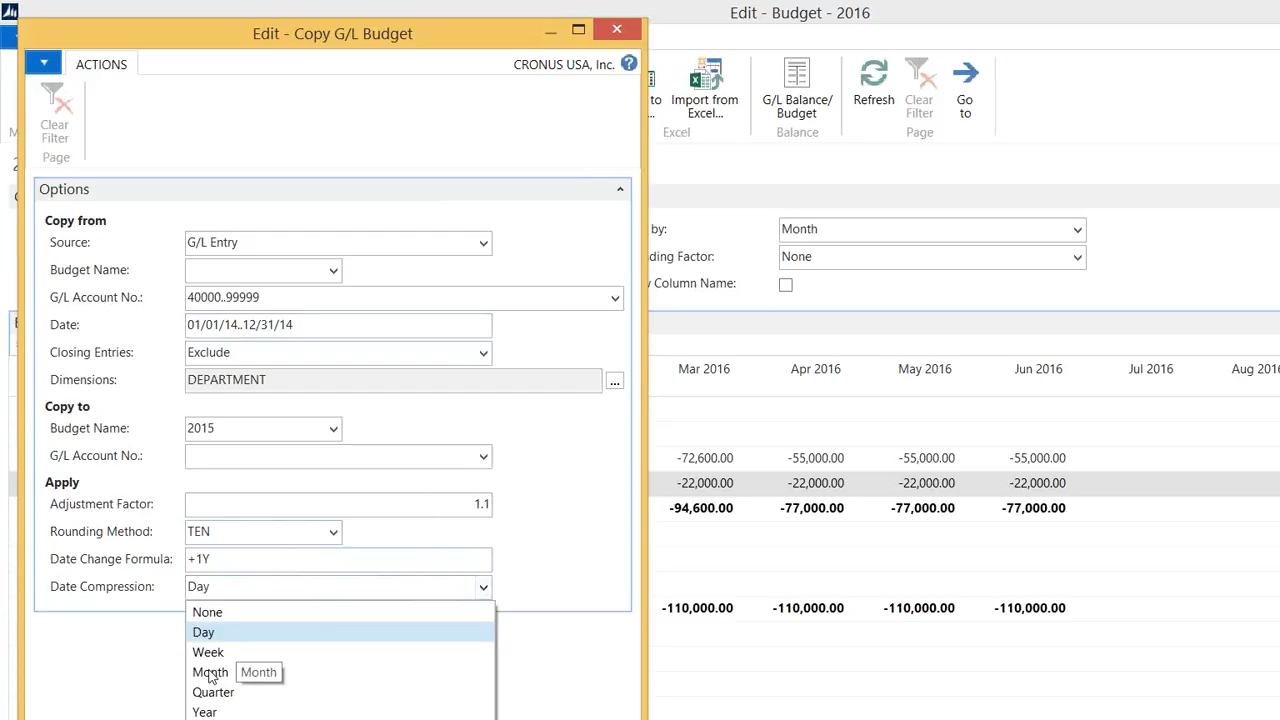 Edit - Budget - 2016
Edit - Copy G/L Budget
ACTIONS
CRONUS USA, Inc.
Clear
Filter
Page
to
...
Import from
Excel...
Excel
G/L Balance/
Budget
Balance
Refresh
Clear
Filter
Go
to
Page
Options
Copy from
Source: G/L Entry
Budget Name:
G/L Account No.: 40000..99999
Date: 01/01/14..12/31/14
Closing Entries: Exclude
Dimensions: DEPARTMENT ...
Copy to
Budget Name: 2015
G/L Account No.:
Apply
Adjustment Factor: 1.1
Rounding Method: TEN
Date Change Formula: +1Y
Date Compression: Day
None
Day
Week
Month Month
Quarter
Year
by: Month
ding Factor: None
Column Name:
Mar 2016 Apr 2016 May 2016 Jun 2016 Jul 2016 Aug 2016
-72,600.00 -55,000.00 -55,000.00 -55,000.00
-22,000.00 -22,000.00 -22,000.00 -22,000.00
-94,600.00 -77,000.00 -77,000.00 -77,000.00
-110,000.00 -110,000.00 -110,000.00 -110,000.00